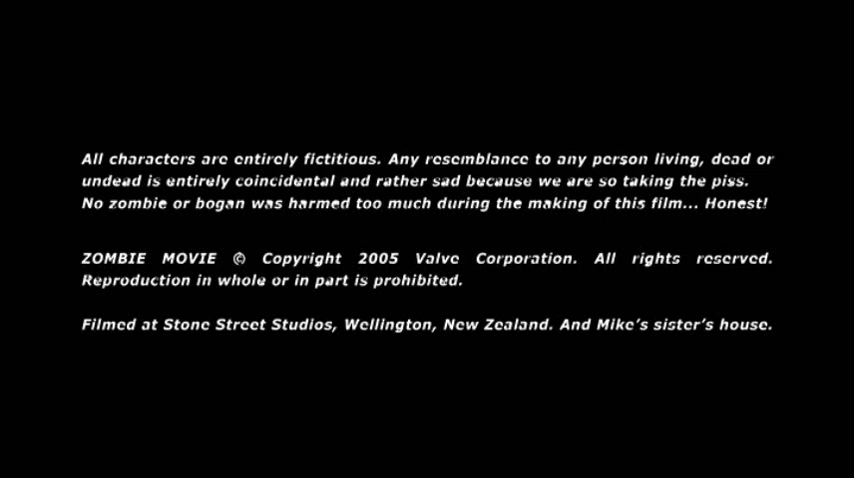 All characters are entirely fictitious. Any resemblance to any person living, dead or
undead is entirely coincidental and rather sad because we are so taking the piss.
No zombie or bogan was harmed too much during the making of this film... Honest!
ZOMBIE MOVIE © Copyright 2005 Valve Corporation. All rights reserved.
Reproduction in whole or in part is prohibited.
Filmed at Stone Street Studios, Wellington, New Zealand. And Mike's sister's house.